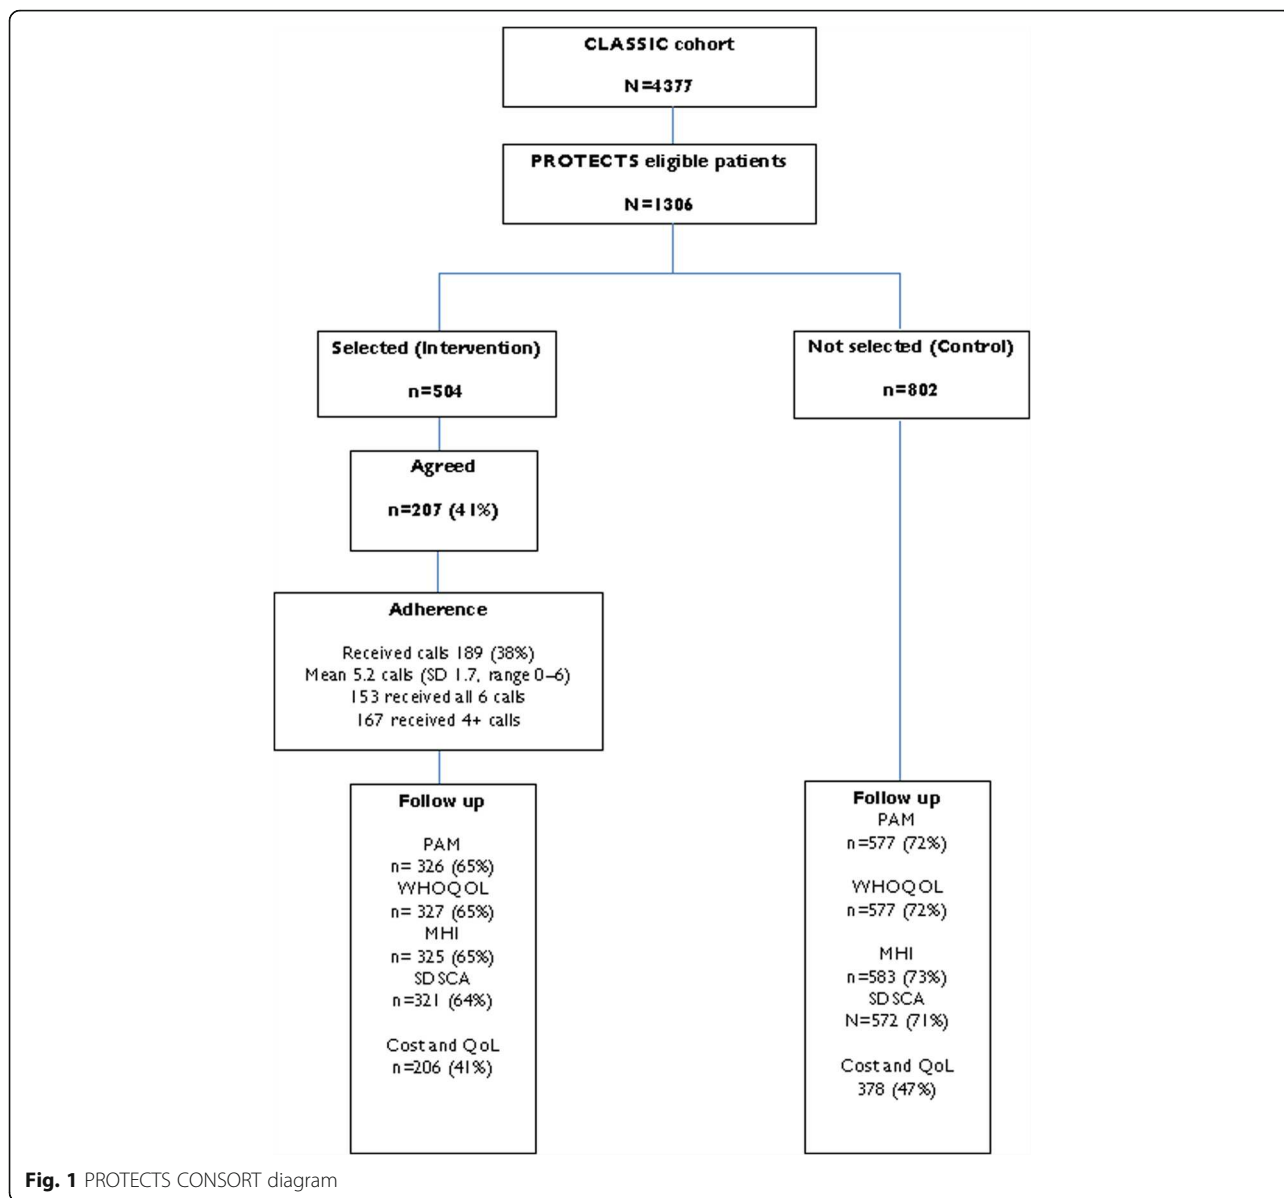 CLASSIC cohort
N=4377
PROTECTS eligible patients
N=1306
Selected (Intervention)
n=504
Not selected (Control)
n=802
Agreed
n=207 (41%)
Adherence
Received calls 189 (38%)
Mean 5.2 calls (SD 1.7, range 0–6)
153 received all 6 calls
167 received 4+ calls
Follow up
PAM
n= 326 (65%)
WHOQOL
n= 327 (65%)
MHI
n= 325 (65%)
SDSCA
n=321 (64%)
Cost and QoL
n=206 (41%)
Follow up
PAM
n=577 (72%)
WHOQOL
n=577 (72%)
MHI
n=583 (73%)
SDSCA
N=572 (71%)
Cost and QoL
378 (47%)
Fig. 1 PROTECTS CONSORT diagram